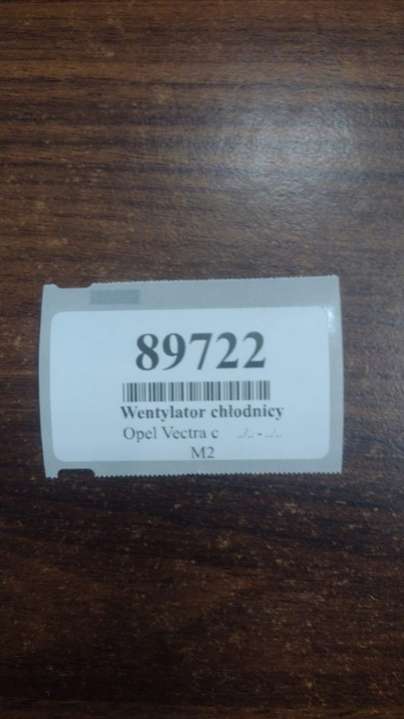 89722
Wentylator chłodnicy
Opel Vectra c
M2